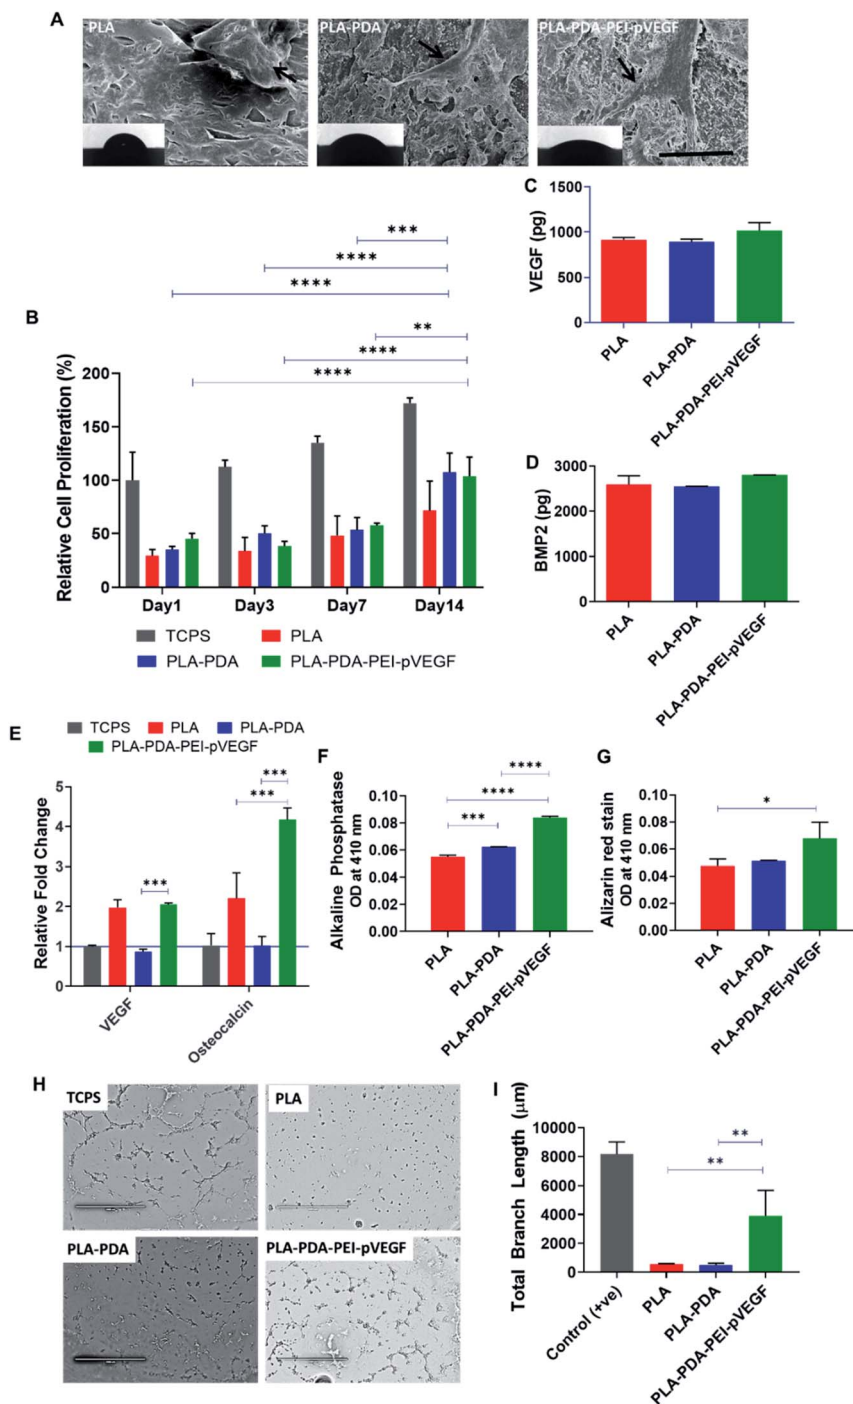 A
PLA
PLA-PDA
PLA-PDA-PEI-pVEGF
C
1500
1000
500
0
VEGF (pg)
PLA
PLA-PDA
PLA-PDA-PEI-pVEGF
***
****
****
B
**
****
****
200
150
100
50
0
Relative Cell Proliferation (%)
Day1
Day3
Day7
Day14
TCPS
PLA
PLA-PDA
PLA-PDA-PEI-pVEGF
D
3000
2000
1000
0
BMP2 (pg)
PLA
PLA-PDA
PLA-PDA-PEI-pVEGF
E
TCPS
PLA
PLA-PDA
PLA-PDA-PEI-pVEGF
5
4
3
2
1
0
Relative Fold Change
***
***
***
VEGF
Osteocalcin
F
****
****
***
0.10
0.08
0.06
0.04
0.02
0.00
Alkaline Phosphatase
OD at 410 nm
PLA
PLA-PDA
PLA-PDA-PEI-pVEGF
G
*
0.10
0.08
0.06
0.04
0.02
0.00
Alizarin red stain
OD at 410 nm
PLA
PLA-PDA
PLA-PDA-PEI-pVEGF
H
TCPS
PLA
PLA-PDA
PLA-PDA-PEI-pVEGF
I
10000
8000
6000
4000
2000
0
Total Branch Length (μm)
**
**
Control (+ve)
PLA
PLA-PDA
PLA-PDA-PEI-pVEGF